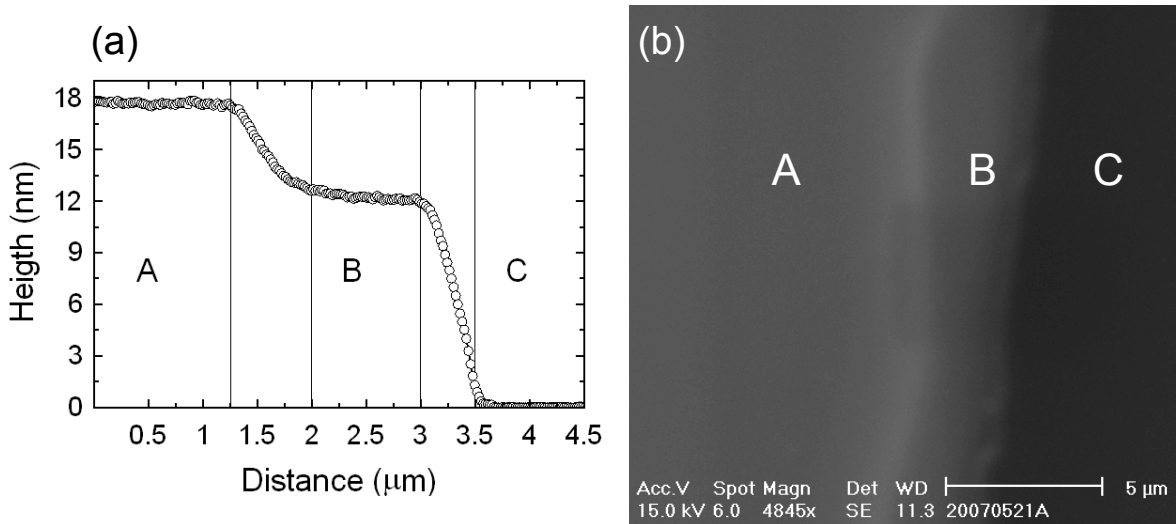 (a)
18
15
12
9
6
3
0
Heigth (nm)
A
B
C
0.5 1 1.5 2 2.5 3 3.5 4 4.5
Distance (μm)
(b)
A
B
C
Acc.V Spot Magn Det WD 5 μm
15.0 kV 6.0 4845x SE 11.3 20070521A